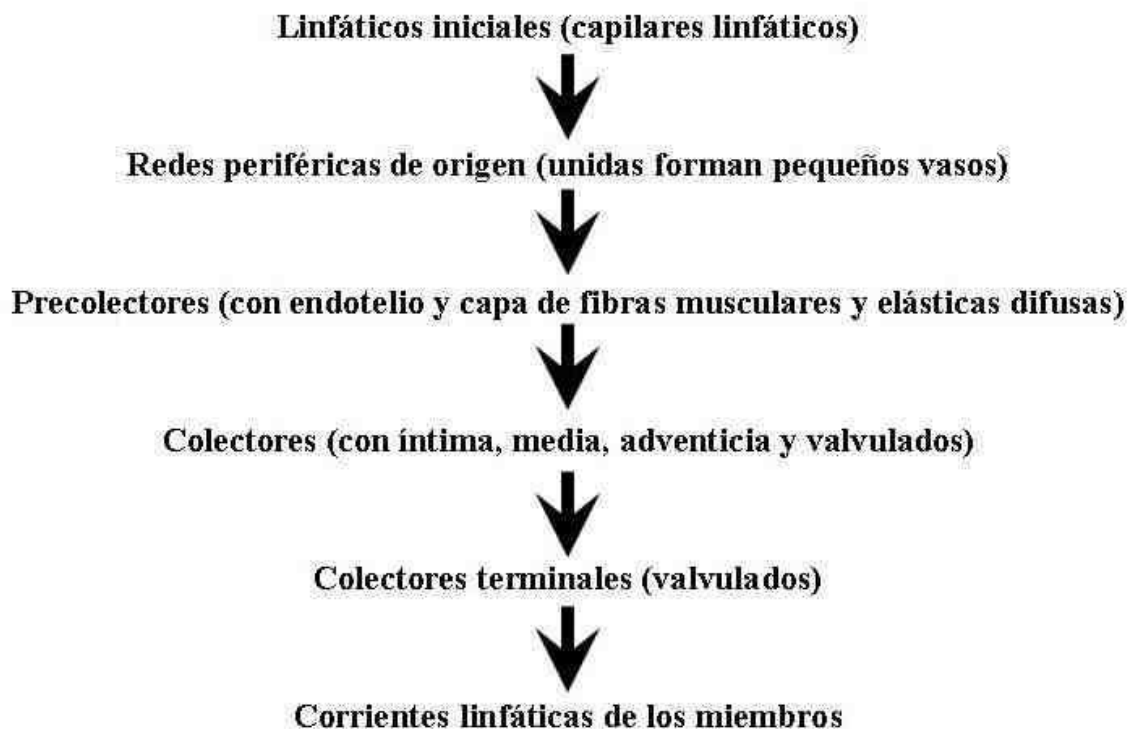 Linfáticos iniciales (capilares linfáticos)
Redes periféricas de origen (unidas forman pequeños vasos)
Precolectores (con endotelio y capa de fibras musculares y elásticas difusas)
Colectores (con íntima, media, adventicia y valvulados)
Colectores terminales (valvulados)
Corrientes linfáticas de los miembros